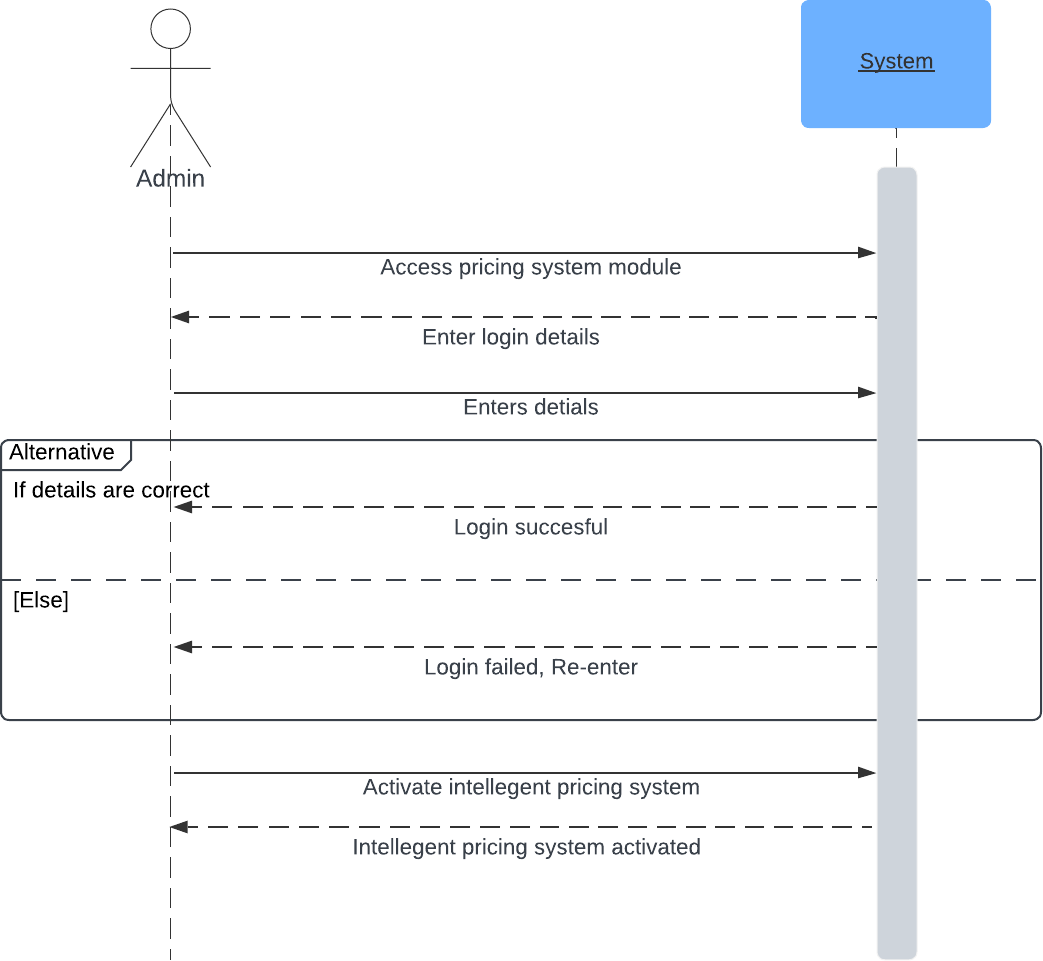 System
Admin
Access pricing system module
Enter login details
Enters detials
Alternative
If details are correct
Login succesful
[Else]
Login failed, Re-enter
Activate intellegent pricing system
Intellegent pricing system activated